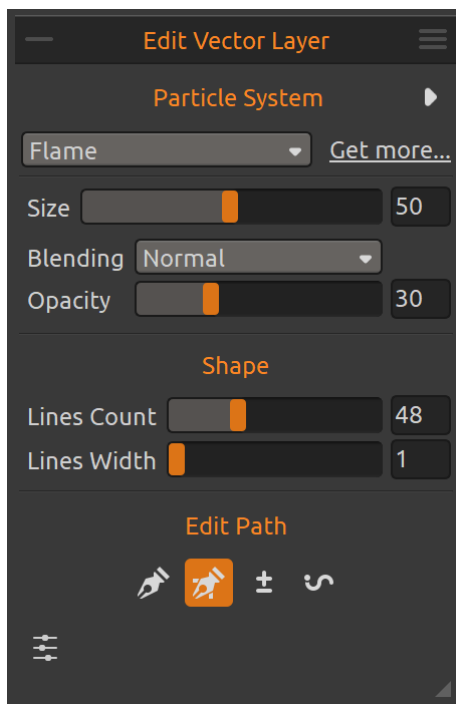 Edit Vector Layer
Particle System
Flame Get more...
Size 50
Blending Normal
Opacity 30
Shape
Lines Count 48
Lines Width 1
Edit Path